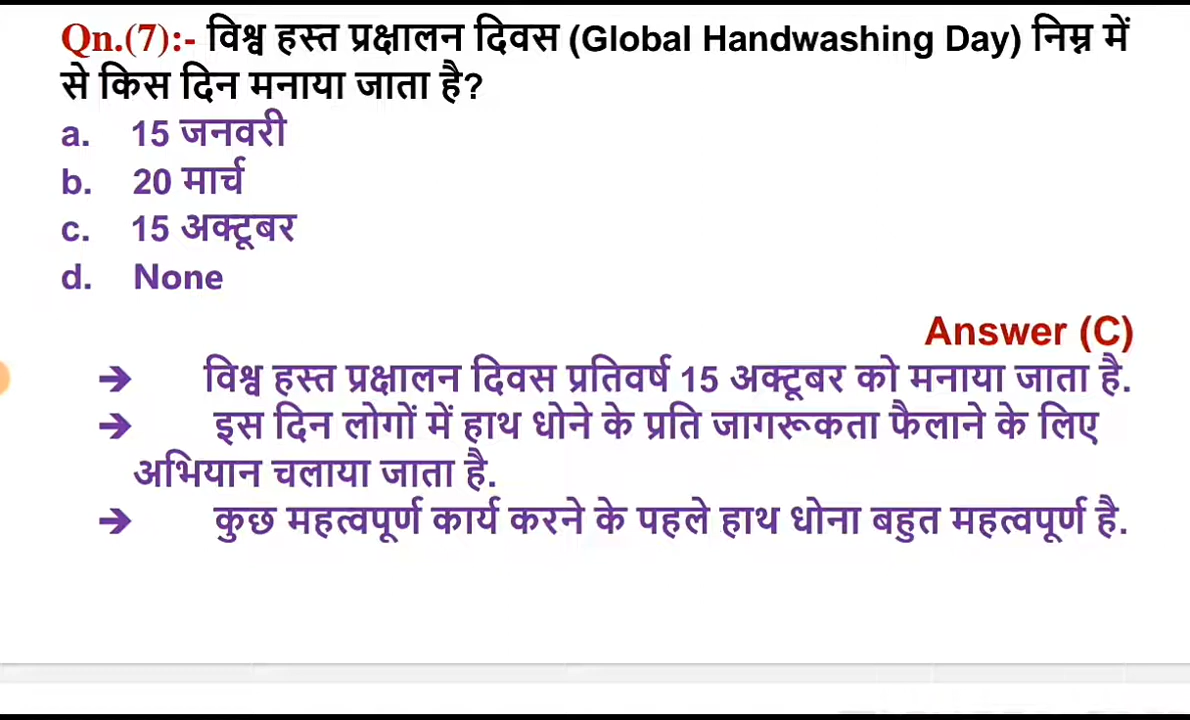 Qn.(7):- विश्व हस्त प्रक्षालन दिवस (Global Handwashing Day) निम्न में
से किस दिन मनाया जाता है?
a. 15 जनवरी
b. 20 मार्च
c. 15 अक्टूबर
d. None
Answer (C)
➔ विश्व हस्त प्रक्षालन दिवस प्रतिवर्ष 15 अक्टूबर को मनाया जाता है.
➔ इस दिन लोगों में हाथ धोने के प्रति जागरूकता फैलाने के लिए
अभियान चलाया जाता है.
➔ कुछ महत्वपूर्ण कार्य करने के पहले हाथ धोना बहुत महत्वपूर्ण है.